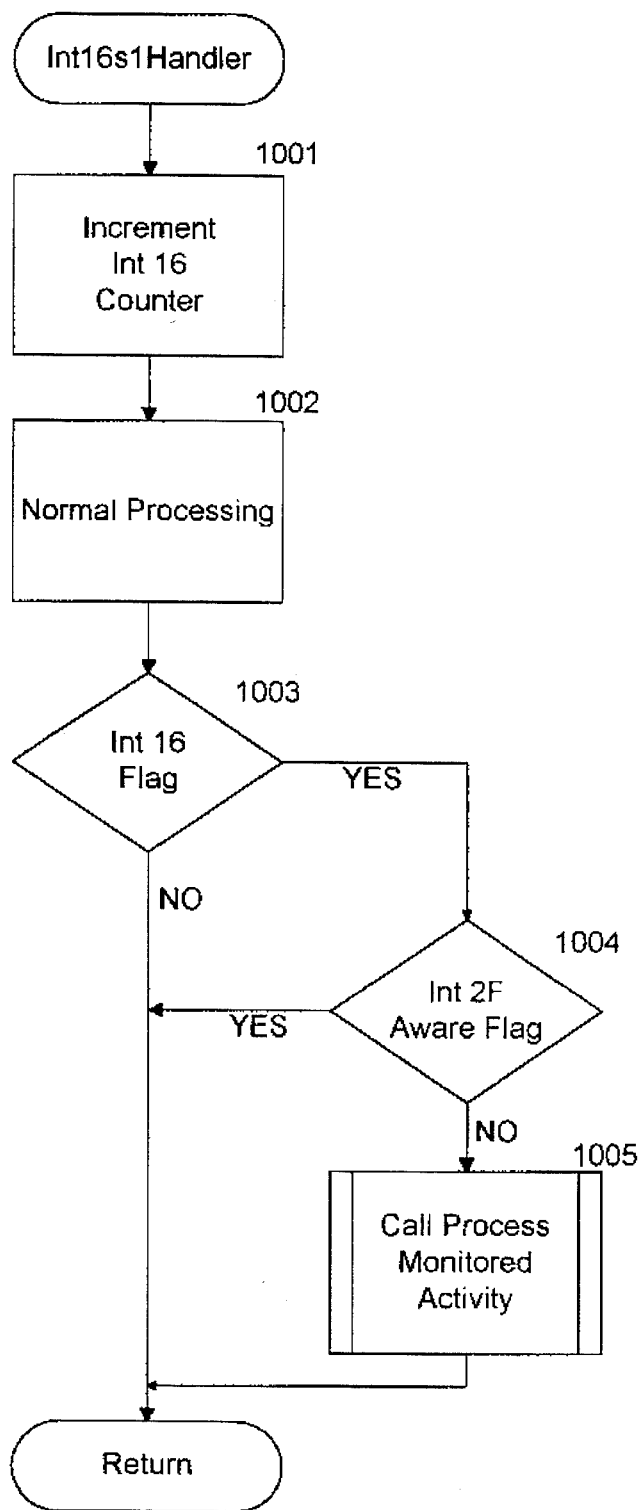 Int16s1Handler
1001
Increment
Int 16
Counter
1002
Normal Processing
1003
Int 16
Flag
YES
NO
1004
Int 2F
Aware Flag
YES
NO
1005
Call Process
Monitored
Activity
Return